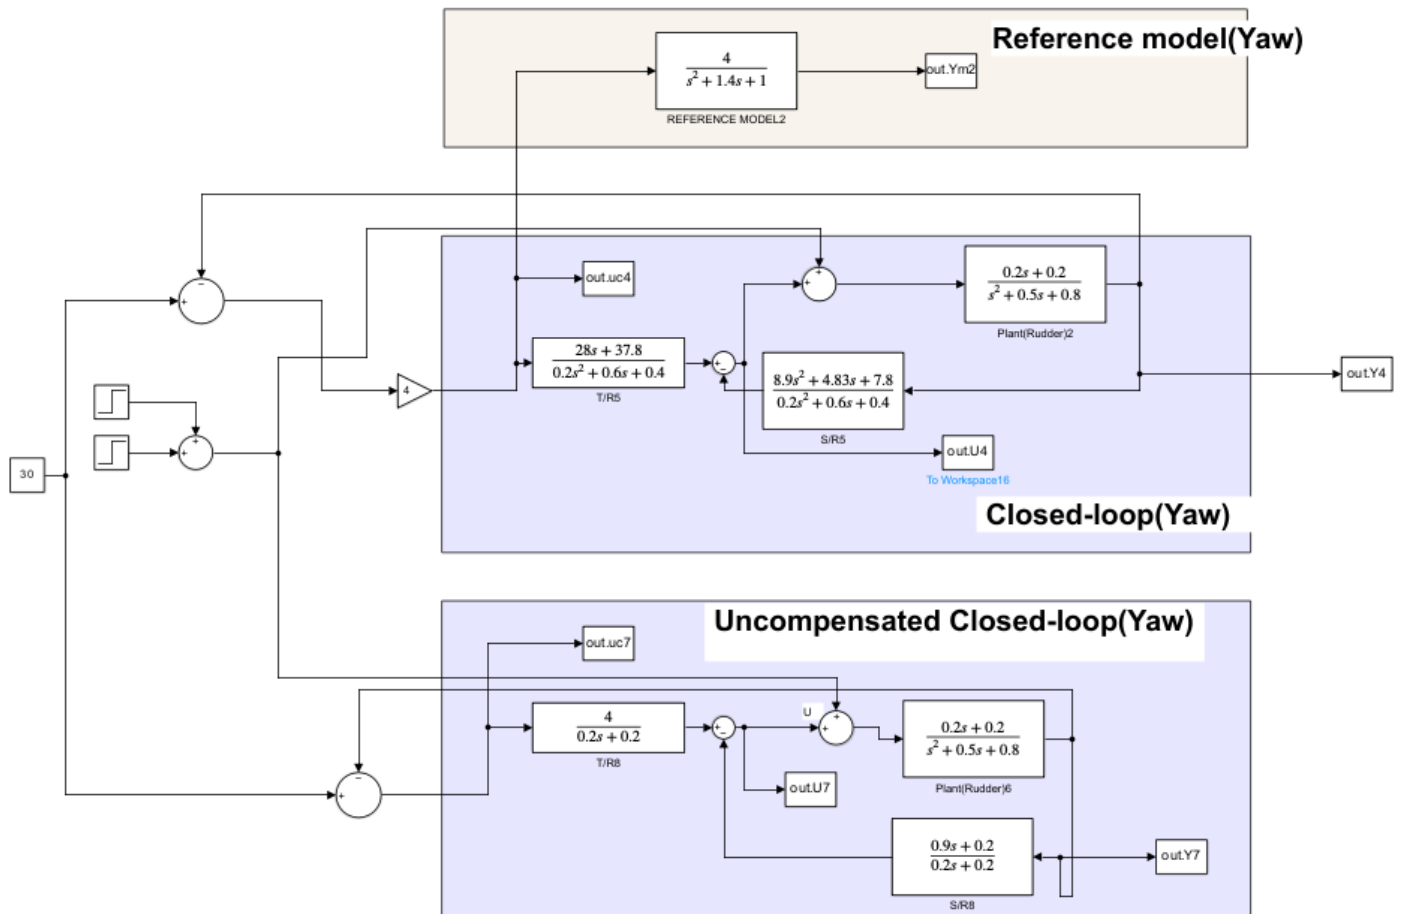 Reference model(Yaw)
4
s² + 1.4s + 1
REFERENCE MODEL2
out.Ym2
-
+
out.uc4
+
+
0.2s + 0.2
s² + 0.5s + 0.8
Plant(Rudder)2
28s + 37.8
0.2s² + 0.6s + 0.4
T/R5
+
-
8.9s² + 4.83s + 7.8
0.2s² + 0.6s + 0.4
S/R5
out.Y4
4
+
+
30
out.U4
To Workspace16
Closed-loop(Yaw)
Uncompensated Closed-loop(Yaw)
out.uc7
4
0.2s + 0.2
T/R8
+
-
U
+
+
0.2s + 0.2
s² + 0.5s + 0.8
Plant(Rudder)6
-
+
out.U7
0.9s + 0.2
0.2s + 0.2
S/R8
out.Y7